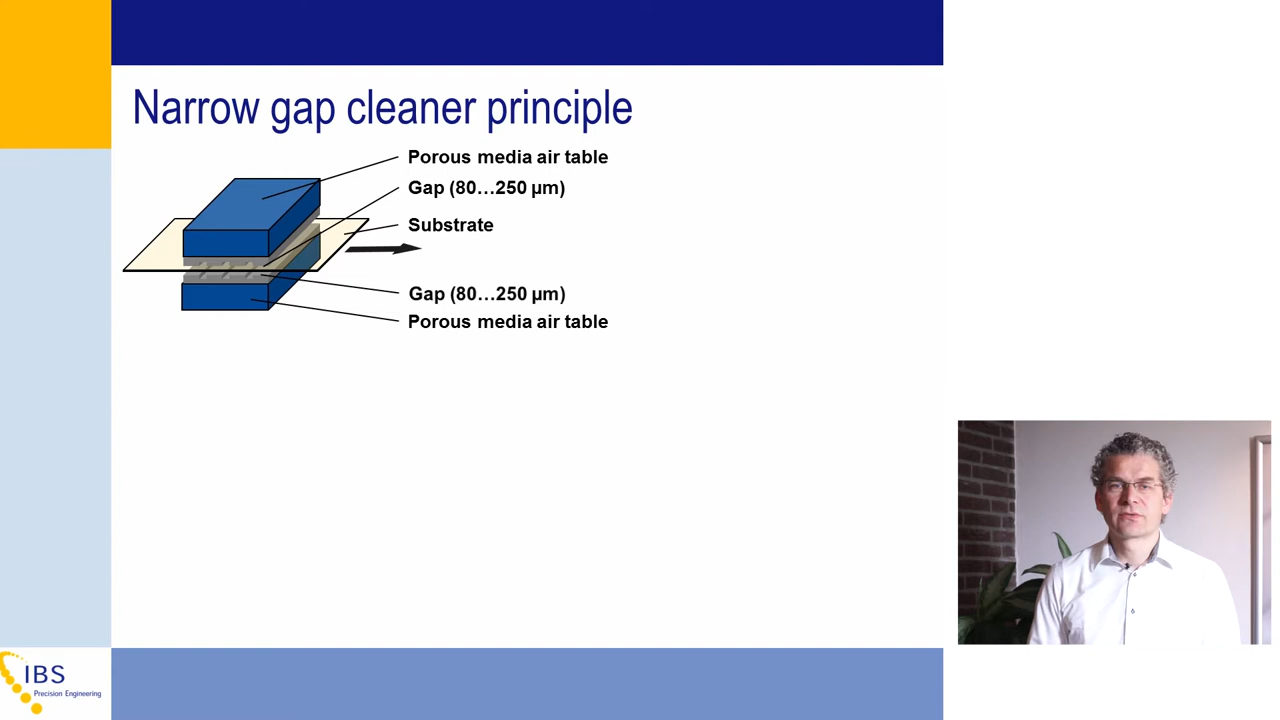 Narrow gap cleaner principle
Porous media air table
Gap (80…250 µm)
Substrate
Gap (80…250 µm)
Porous media air table
IBS
Precision Engineering